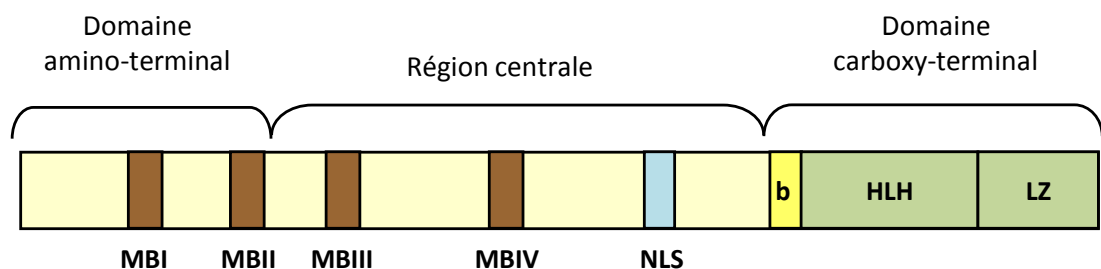 Domaine
amino-terminal
Région centrale
Domaine
carboxy-terminal
b
HLH
LZ
MBI
MBII
MBIII
MBIV
NLS